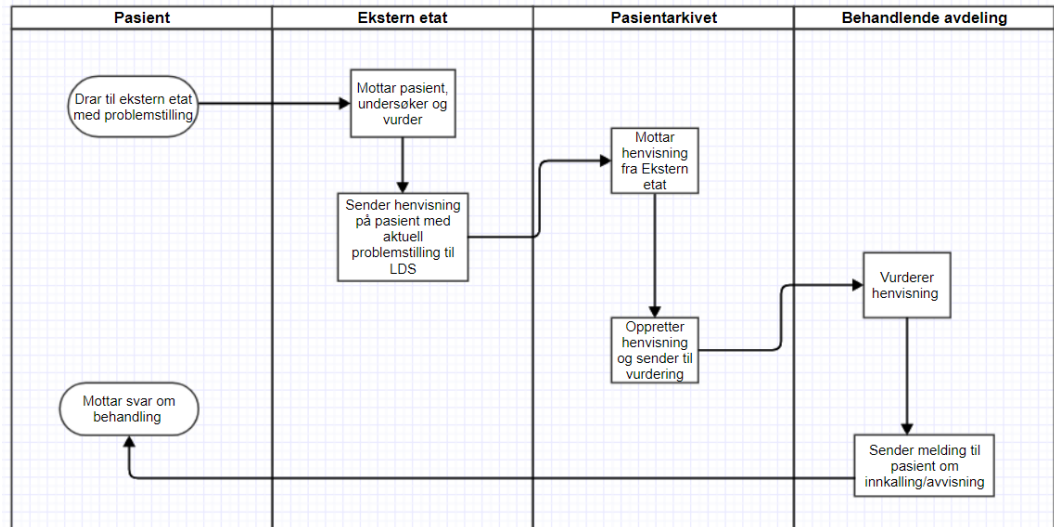 Pasient
Ekstern etat
Pasientarkivet
Behandlende avdeling
Drar til ekstern etat
med problemstilling
Mottar pasient,
undersøker og
vurder
Sender henvisning
på pasient med
aktuell
problemstilling til
LDS
Mottar
henvisning
fra Ekstern
etat
Oppretter
henvisning
og sender til
vurdering
Vurderer
henvisning
Sender melding til
pasient om
innkalling/avvisning
Mottar svar om
behandling